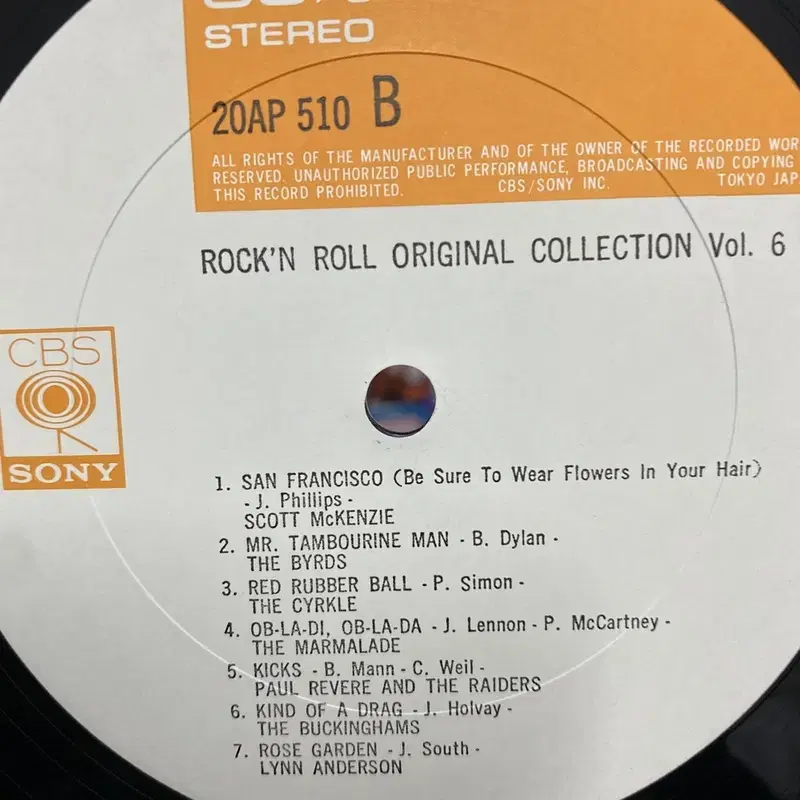 STEREO
20AP 510 B
ALL RIGHTS OF THE MANUFACTURER AND OF THE OWNER OF THE RECORDED
RESERVED. UNAUTHORIZED PUBLIC PERFORMANCE, BROADCASTING AND COPYING
THIS RECORD PROHIBITED. CBS/SONY INC. TOKYO
ROCK'N ROLL ORIGINAL COLLECTION Vol. 6
CBS
SONY
1. SAN FRANCISCO (Be Sure To Wear Flowers In Your Hair)
- J. Phillips -
SCOTT McKENZIE
2. MR. TAMBOURINE MAN - B. Dylan -
THE BYRDS
3. RED RUBBER BALL - P. Simon -
THE CYRKLE
4. OB-LA-DI, OB-LA-DA - J. Lennon - P. McCartney -
THE MARMALADE
5. KICKS - B. Mann - C. Weil -
PAUL REVERE AND THE RAIDERS
6. KIND OF A DRAG - J. Holvay -
THE BUCKINGHAMS
7. ROSE GARDEN - J. South -
LYNN ANDERSON